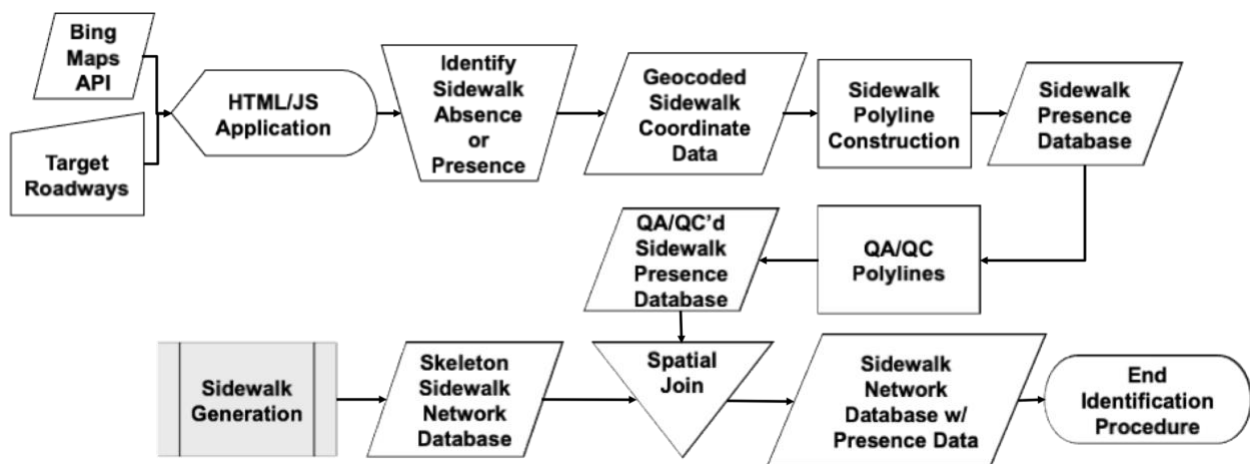 Bing
Maps
API
Target
Roadways
HTML/JS
Application
Identify
Sidewalk
Absence
or
Presence
Geocoded
Sidewalk
Coordinate
Data
Sidewalk
Polyline
Construction
Sidewalk
Presence
Database
QA/QC
Polylines
QA/QC'd
Sidewalk
Presence
Database
Sidewalk
Generation
Skeleton
Sidewalk
Network
Database
Spatial
Join
Sidewalk
Network
Database w/
Presence Data
End
Identification
Procedure